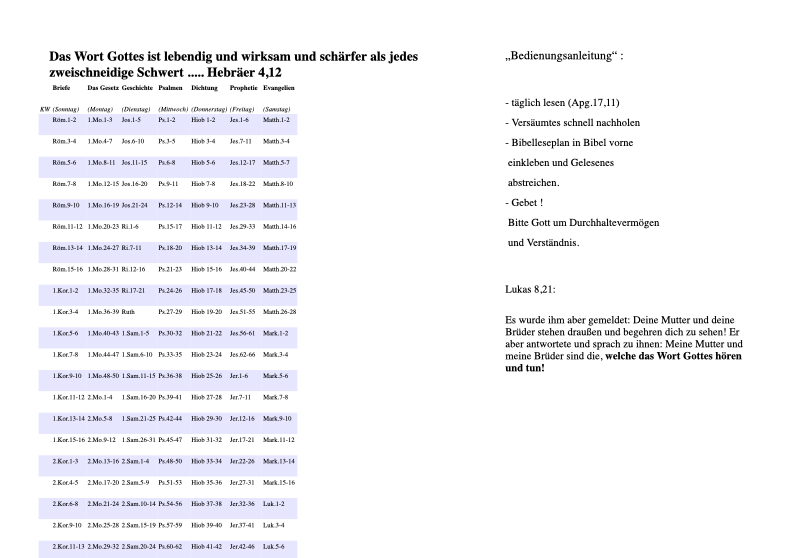 Das Wort Gottes ist lebendig und wirksam und schärfer als jedes
zweischneidige Schwert ..... Hebräer 4,12
Briefe Das Gesetz Geschichte Psalmen Dichtung Prophetie Evangelien
KW (Sonntag) (Montag) (Dienstag) (Mittwoch) (Donnerstag) (Freitag) (Samstag)
Röm.1-2 1.Mo.1-3 Jos.1-5 Ps.1-2 Hiob 1-2 Jes.1-6 Matth.1-2
Röm.3-4 1.Mo.4-7 Jos.6-10 Ps.3-5 Hiob 3-4 Jes.7-11 Matth.3-4
Röm.5-6 1.Mo.8-11 Jos.11-15 Ps.6-8 Hiob 5-6 Jes.12-17 Matth.5-7
Röm.7-8 1.Mo.12-15 Jos.16-20 Ps.9-11 Hiob 7-8 Jes.18-22 Matth.8-10
Röm.9-10 1.Mo.16-19 Jos.21-24 Ps.12-14 Hiob 9-10 Jes.23-28 Matth.11-13
Röm.11-12 1.Mo.20-23 Ri.1-6 Ps.15-17 Hiob 11-12 Jes.29-33 Matth.14-16
Röm.13-14 1.Mo.24-27 Ri.7-11 Ps.18-20 Hiob 13-14 Jes.34-39 Matth.17-19
Röm.15-16 1.Mo.28-31 Ri.12-16 Ps.21-23 Hiob 15-16 Jes.40-44 Matth.20-22
1.Kor.1-2 1.Mo.32-35 Ri.17-21 Ps.24-26 Hiob 17-18 Jes.45-50 Matth.23-25
1.Kor.3-4 1.Mo.36-39 Ruth Ps.27-29 Hiob 19-20 Jes.51-55 Matth.26-28
1.Kor.5-6 1.Mo.40-43 1.Sam.1-5 Ps.30-32 Hiob 21-22 Jes.56-61 Mark.1-2
1.Kor.7-8 1.Mo.44-47 1.Sam.6-10 Ps.33-35 Hiob 23-24 Jes.62-66 Mark.3-4
1.Kor.9-10 1.Mo.48-50 1.Sam.11-15 Ps.36-38 Hiob 25-26 Jer.1-6 Mark.5-6
1.Kor.11-12 2.Mo.1-4 1.Sam.16-20 Ps.39-41 Hiob 27-28 Jer.7-11 Mark.7-8
1.Kor.13-14 2.Mo.5-8 1.Sam.21-25 Ps.42-44 Hiob 29-30 Jer.12-16 Mark.9-10
1.Kor.15-16 2.Mo.9-12 1.Sam.26-31 Ps.45-47 Hiob 31-32 Jer.17-21 Mark.11-12
2.Kor.1-3 2.Mo.13-16 2.Sam.1-4 Ps.48-50 Hiob 33-34 Jer.22-26 Mark.13-14
2.Kor.4-5 2.Mo.17-20 2.Sam.5-9 Ps.51-53 Hiob 35-36 Jer.27-31 Mark.15-16
2.Kor.6-8 2.Mo.21-24 2.Sam.10-14 Ps.54-56 Hiob 37-38 Jer.32-36 Luk.1-2
2.Kor.9-10 2.Mo.25-28 2.Sam.15-19 Ps.57-59 Hiob 39-40 Jer.37-41 Luk.3-4
2.Kor.11-13 2.Mo.29-32 2.Sam.20-24 Ps.60-62 Hiob 41-42 Jer.42-46 Luk.5-6
„Bedienungsanleitung“ :
- täglich lesen (Apg.17,11)
- Versäumtes schnell nachholen
- Bibelleseplan in Bibel vorne
einkleben und Gelesenes
abstreichen.
- Gebet !
Bitte Gott um Durchhaltevermögen
und Verständnis.
Lukas 8,21:
Es wurde ihm aber gemeldet: Deine Mutter und deine
Brüder stehen draußen und begehren dich zu sehen! Er
aber antwortete und sprach zu ihnen: Meine Mutter und
meine Brüder sind die, welche das Wort Gottes hören
und tun!